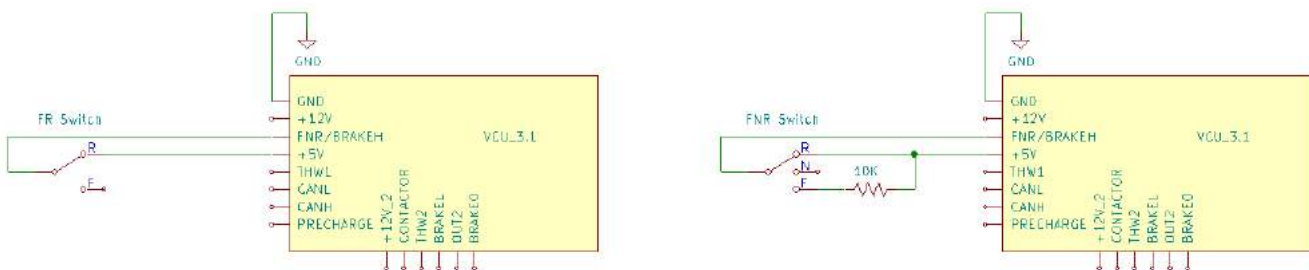 GND
FR Switch
GND
+12V
FNR/BRAKEH
VCU_3.1
R
+5V
F
THW1
CANL
CANH
PRECHARGE
+12V_2
CONTACTOR
THW2
BRAKEL
OUT2
BRAKEO
GND
FNR Switch
GND
+12V
FNR/BRAKEH
VCU_3.1
R
+5V
N
10K
THW1
F
CANL
CANH
PRECHARGE
+12V_2
CONTACTOR
THW2
BRAKEL
OUT2
BRAKEO